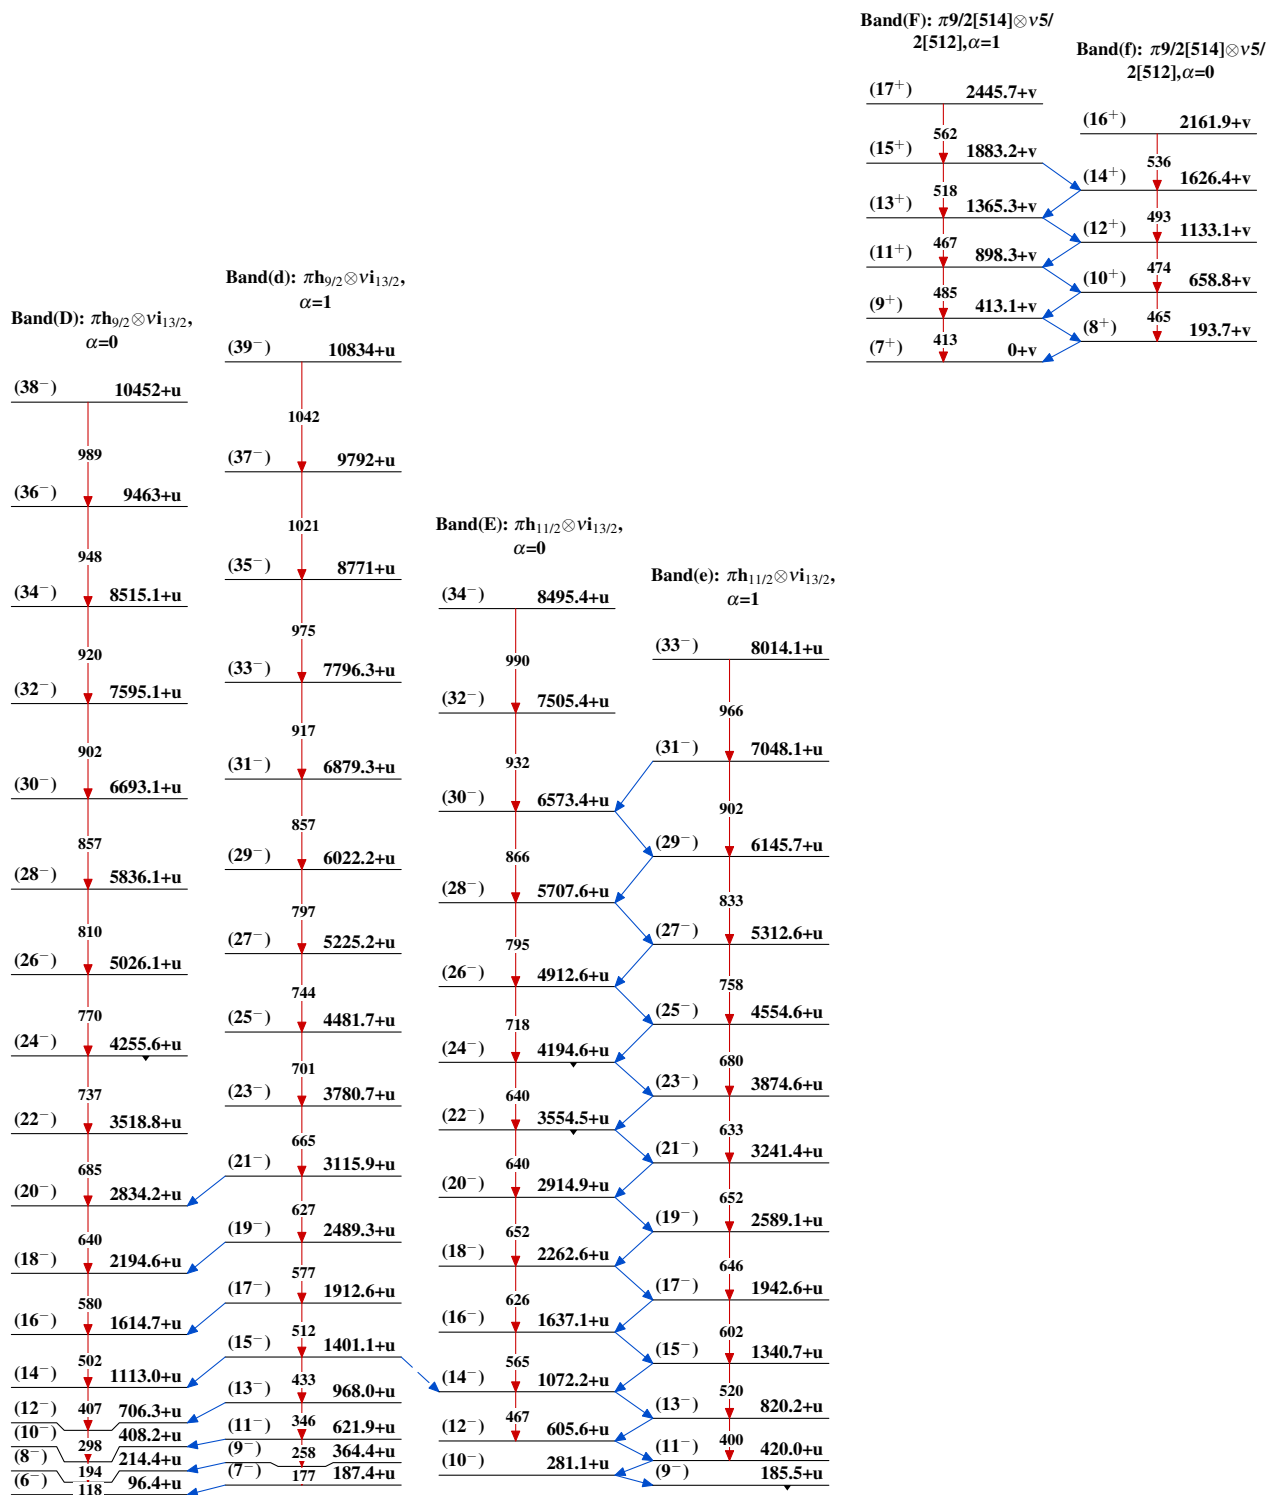 Band(F): π9/2[514]⊗ν5/
2[512],α=1
(17⁺) 2445.7+v
562
(15⁺) 1883.2+v
518
(13⁺) 1365.3+v
467
(11⁺) 898.3+v
485
(9⁺) 413.1+v
413
(7⁺) 0+v
Band(f): π9/2[514]⊗ν5/
2[512],α=0
(16⁺) 2161.9+v
536
(14⁺) 1626.4+v
493
(12⁺) 1133.1+v
474
(10⁺) 658.8+v
465
(8⁺) 193.7+v
Band(D): πh₉/₂⊗νi₁₃/₂,
α=0
(38⁻) 10452+u
989
(36⁻) 9463+u
948
(34⁻) 8515.1+u
920
(32⁻) 7595.1+u
902
(30⁻) 6693.1+u
857
(28⁻) 5836.1+u
810
(26⁻) 5026.1+u
770
(24⁻) 4255.6+u
737
(22⁻) 3518.8+u
685
(20⁻) 2834.2+u
640
(18⁻) 2194.6+u
580
(16⁻) 1614.7+u
502
(14⁻) 1113.0+u
407
(12⁻) 706.3+u
298
(10⁻) 408.2+u
194
(8⁻) 214.4+u
118
(6⁻) 96.4+u
Band(d): πh₉/₂⊗νi₁₃/₂,
α=1
(39⁻) 10834+u
1042
(37⁻) 9792+u
1021
(35⁻) 8771+u
975
(33⁻) 7796.3+u
917
(31⁻) 6879.3+u
857
(29⁻) 6022.2+u
797
(27⁻) 5225.2+u
744
(25⁻) 4481.7+u
701
(23⁻) 3780.7+u
665
(21⁻) 3115.9+u
627
(19⁻) 2489.3+u
577
(17⁻) 1912.6+u
512
(15⁻) 1401.1+u
433
(13⁻) 968.0+u
346
(11⁻) 621.9+u
258
(9⁻) 364.4+u
177
(7⁻) 187.4+u
Band(E): πh₁₁/₂⊗νi₁₃/₂,
α=0
(34⁻) 8495.4+u
990
(32⁻) 7505.4+u
932
(30⁻) 6573.4+u
866
(28⁻) 5707.6+u
795
(26⁻) 4912.6+u
718
(24⁻) 4194.6+u
640
(22⁻) 3554.5+u
640
(20⁻) 2914.9+u
652
(18⁻) 2262.6+u
626
(16⁻) 1637.1+u
565
(14⁻) 1072.2+u
467
(12⁻) 605.6+u
(10⁻) 281.1+u
Band(e): πh₁₁/₂⊗νi₁₃/₂,
α=1
(33⁻) 8014.1+u
966
(31⁻) 7048.1+u
902
(29⁻) 6145.7+u
833
(27⁻) 5312.6+u
758
(25⁻) 4554.6+u
680
(23⁻) 3874.6+u
633
(21⁻) 3241.4+u
652
(19⁻) 2589.1+u
646
(17⁻) 1942.6+u
602
(15⁻) 1340.7+u
520
(13⁻) 820.2+u
400
(11⁻) 420.0+u
(9⁻) 185.5+u